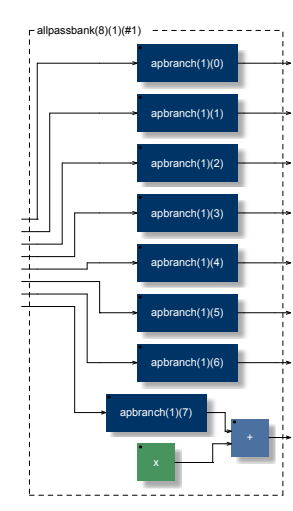 allpassbank(8)(1)(#1)
apbranch(1)(0)
apbranch(1)(1)
apbranch(1)(2)
apbranch(1)(3)
apbranch(1)(4)
apbranch(1)(5)
apbranch(1)(6)
apbranch(1)(7)
+
x